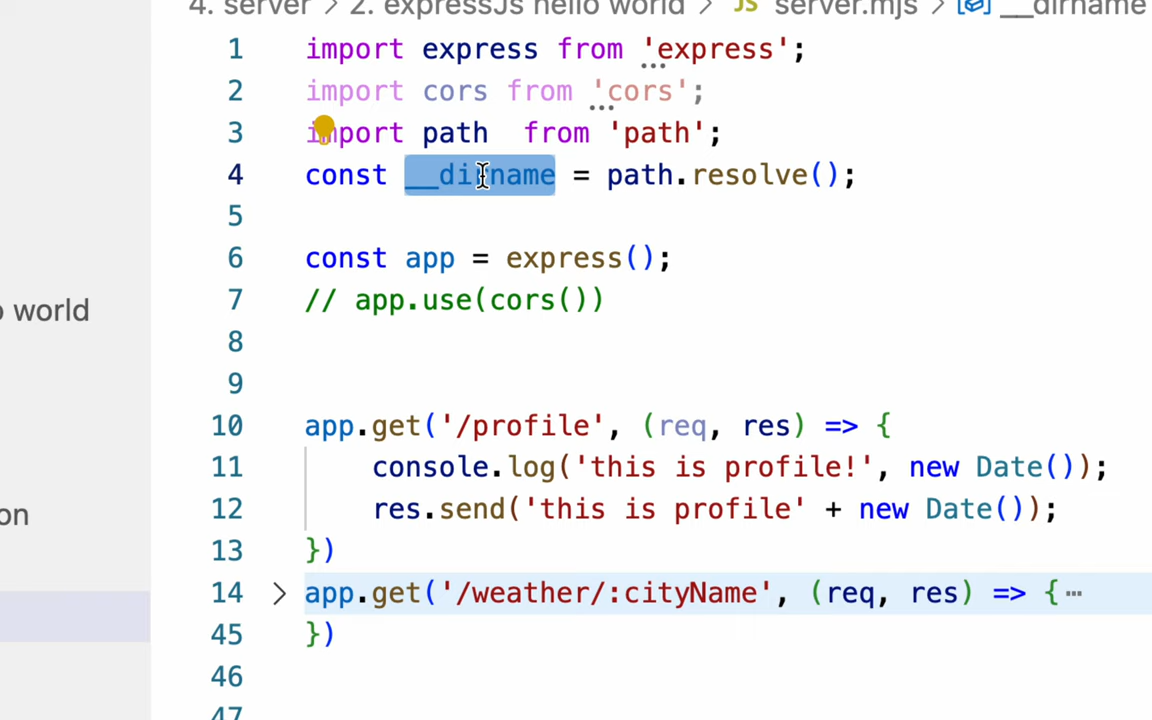 4. server > 2. expressJs hello world > JS server.mjs > __dirname
1 import express from 'express';
2 import cors from 'cors';
3 import path  from 'path';
4 const __dirname = path.resolve();
5
6 const app = express();
7 // app.use(cors())
8
9
10 app.get('/profile', (req, res) => {
11 console.log('this is profile!', new Date());
12 res.send('this is profile' + new Date());
13 })
14 > app.get('/weather/:cityName', (req, res) => {…
45 })
46
47
o world
on